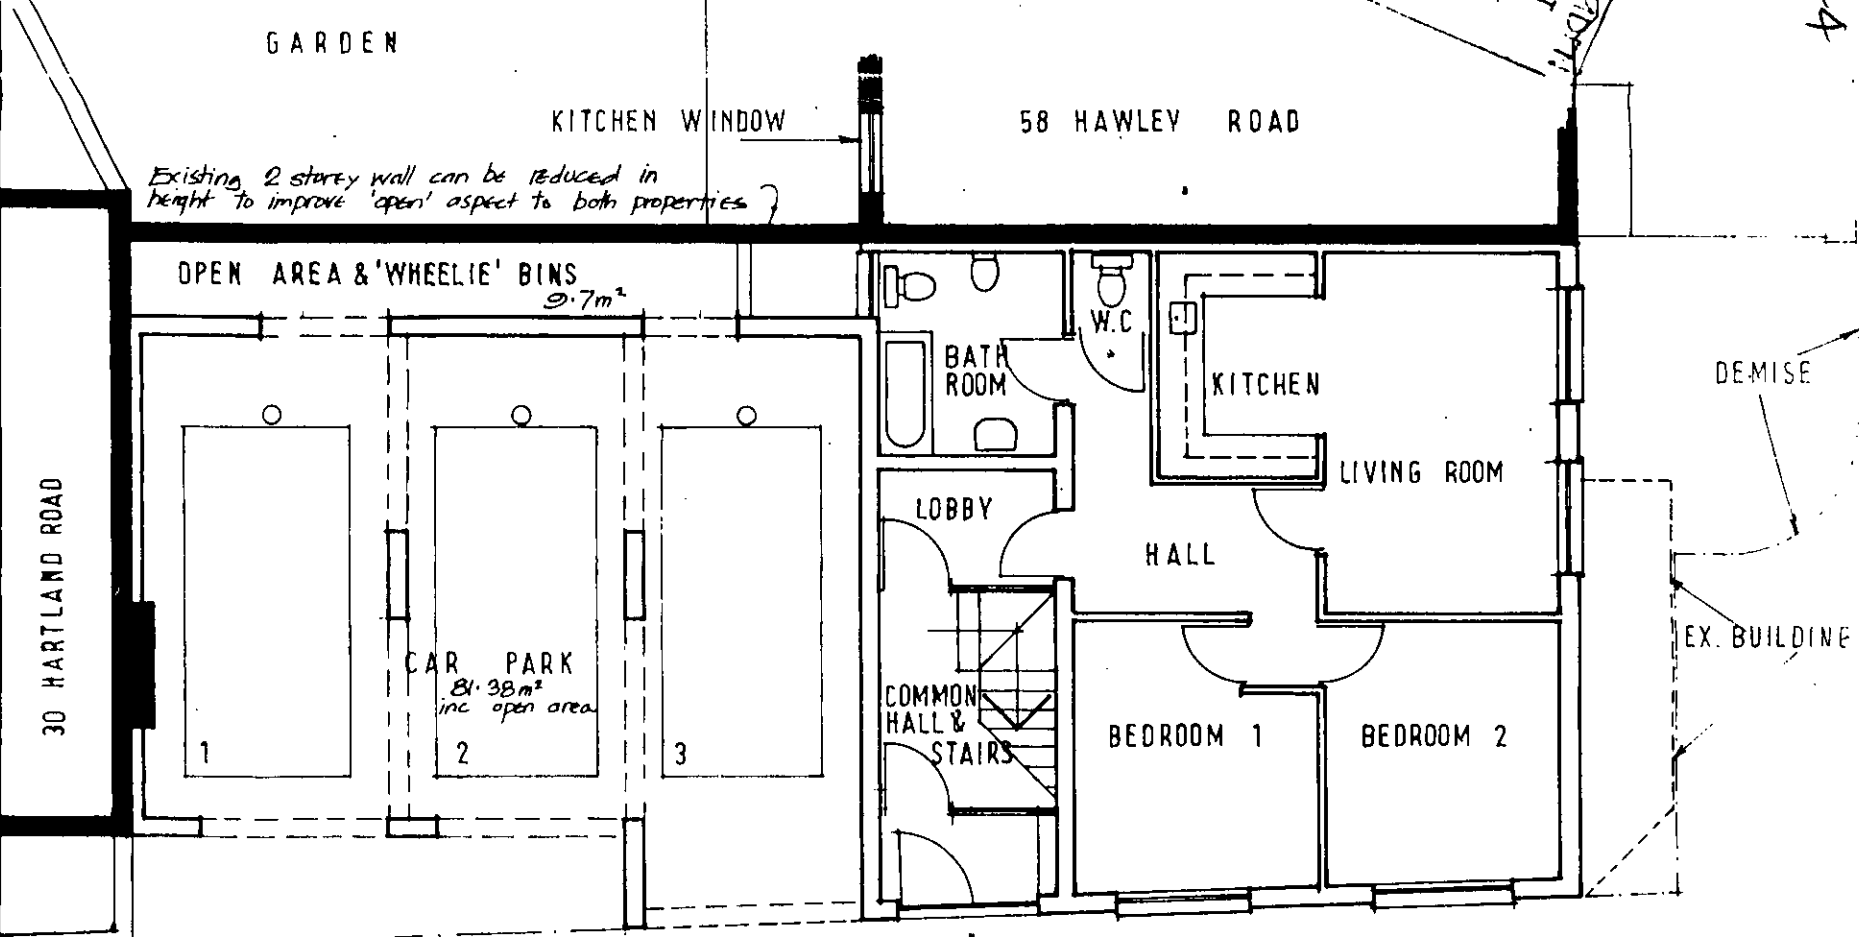 GARDEN
KITCHEN WINDOW
58 HAWLEY ROAD
Existing 2 storey wall can be reduced in
height to improve 'open' aspect to both properties
OPEN AREA & 'WHEELIE' BINS
9.7m²
W.C
BATH
ROOM
KITCHEN
DEMISE
LIVING ROOM
LOBBY
HALL
30 HARTLAND ROAD
EX. BUILDING
CAR PARK
81.38m²
inc open area
COMMON
HALL &
STAIRS
BEDROOM 1
BEDROOM 2
1
2
3
4